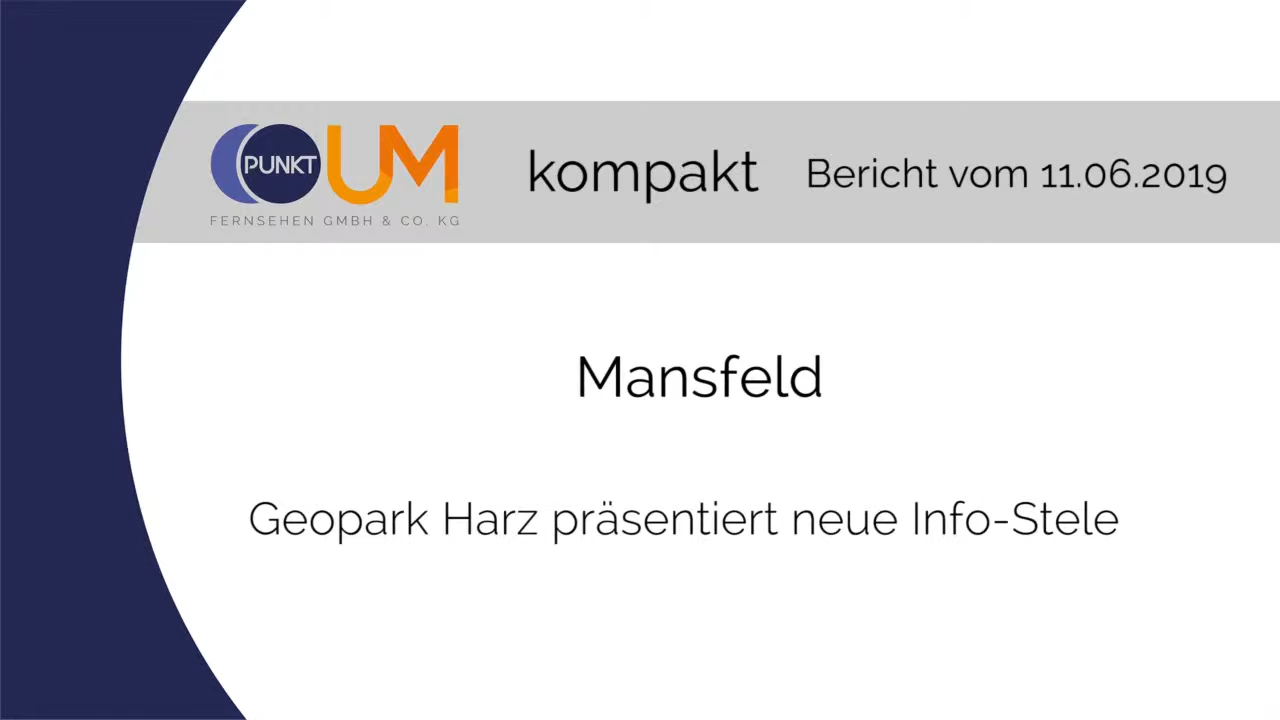 PUNKT UM
FERNSEHEN GMBH & CO. KG
kompakt
Bericht vom 11.06.2019
Mansfeld
Geopark Harz präsentiert neue Info-Stele